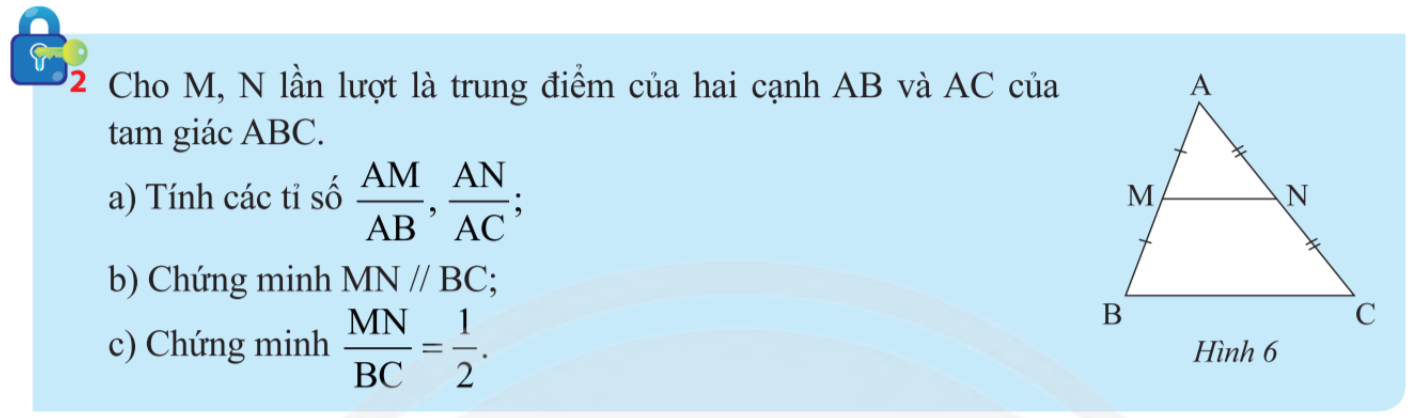 2 Cho M, N lần lượt là trung điểm của hai cạnh AB và AC của
tam giác ABC.
a) Tính các tỉ số AM/AB, AN/AC;
b) Chứng minh MN // BC;
c) Chứng minh MN/BC = 1/2.
A
M N
B C
Hình 6